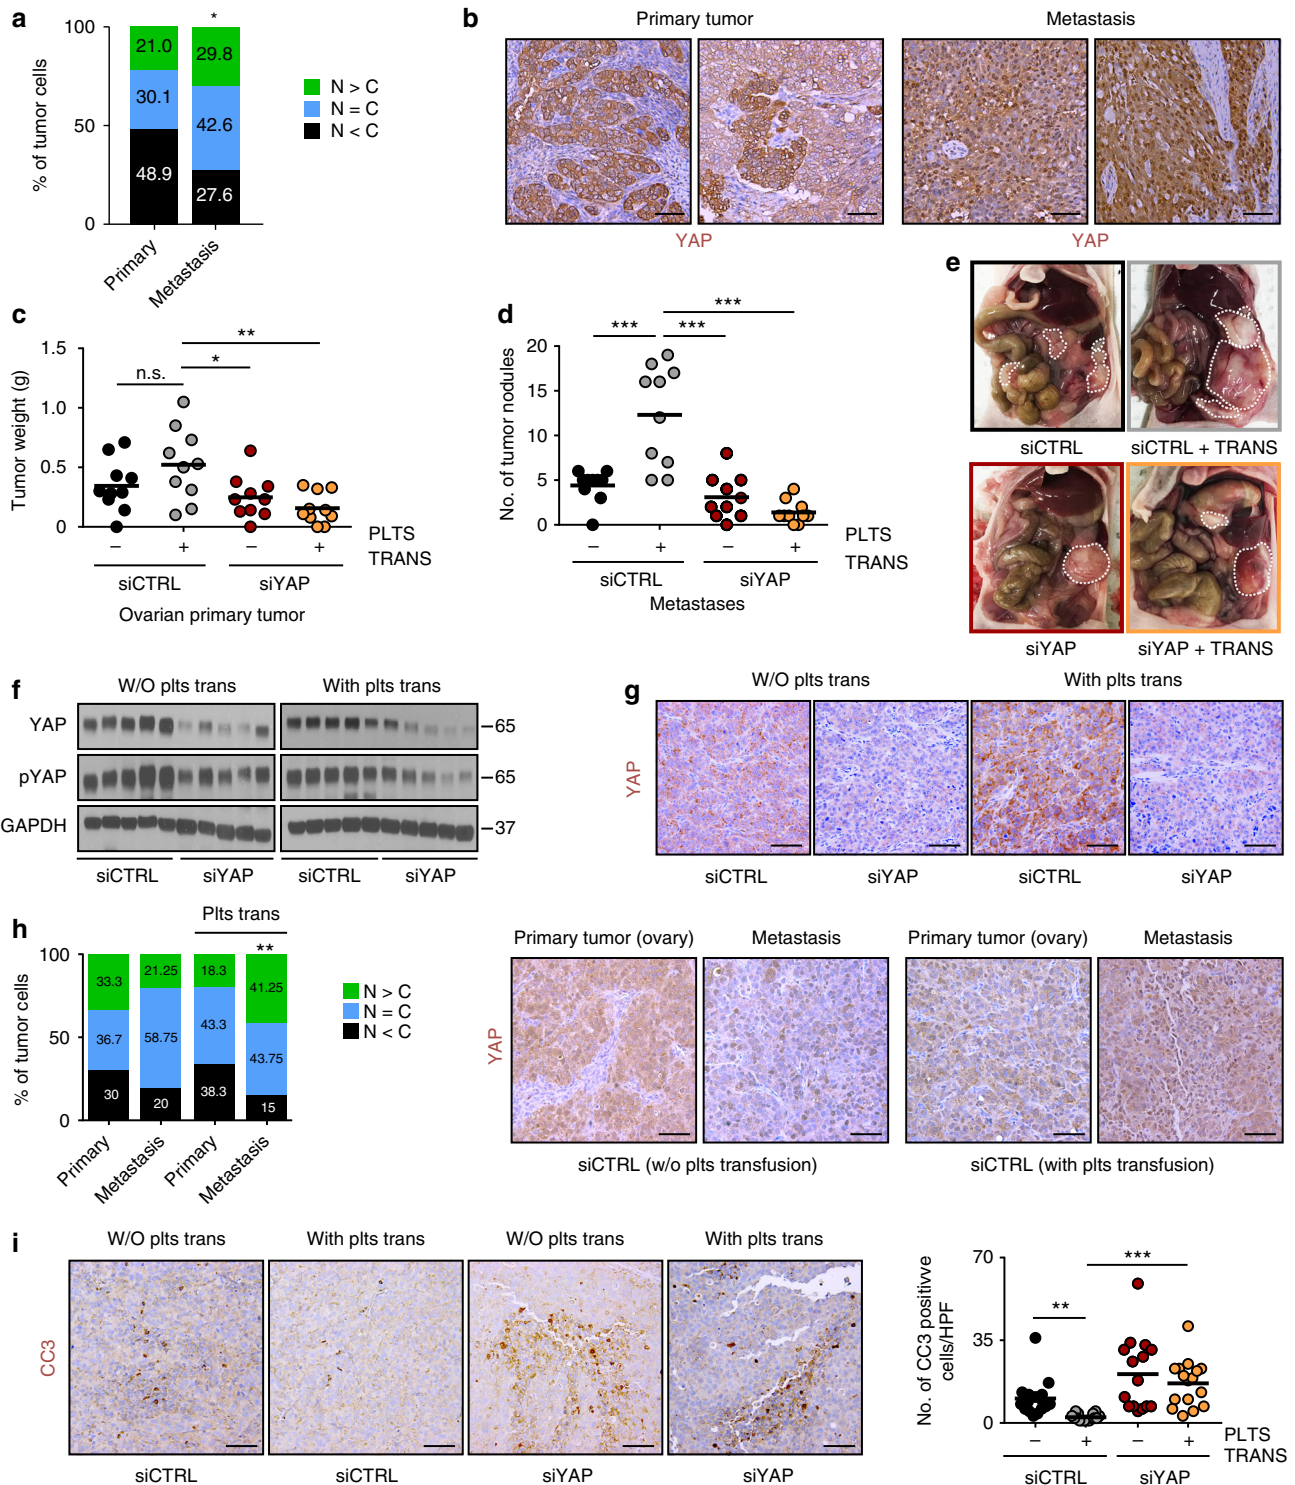 a
100
50
0
% of tumor cells
*
21.0
30.1
48.9
29.8
42.6
27.6
Primary
Metastasis
N > C
N = C
N < C
b
Primary tumor
Metastasis
YAP
YAP
c
Tumor weight (g)
1.5
1.0
0.5
0
n.s.
*
**
– + – +
PLTS
TRANS
siCTRL
siYAP
Ovarian primary tumor
d
No. of tumor nodules
20
15
10
5
0
***
*** ***
– + – +
PLTS
TRANS
siCTRL
siYAP
Metastases
e
siCTRL
siCTRL + TRANS
siYAP
siYAP + TRANS
f
W/O plts trans
With plts trans
YAP
65
pYAP
65
GAPDH
37
siCTRL
siYAP
siCTRL
siYAP
g
W/O plts trans
With plts trans
YAP
siCTRL
siYAP
siCTRL
siYAP
h
Plts trans
**
% of tumor cells
100
50
0
33.3
36.7
30
21.25
58.75
20
18.3
43.3
38.3
41.25
43.75
15
Primary
Metastasis
Primary
Metastasis
N > C
N = C
N < C
Primary tumor (ovary)
Metastasis
Primary tumor (ovary)
Metastasis
YAP
siCTRL (w/o plts transfusion)
siCTRL (with plts transfusion)
i
W/O plts trans
With plts trans
W/O plts trans
With plts trans
CC3
siCTRL
siCTRL
siYAP
siYAP
No. of CC3 positivve
cells/HPF
70
35
0
**
***
– + – +
PLTS
TRANS
siCTRL
siYAP